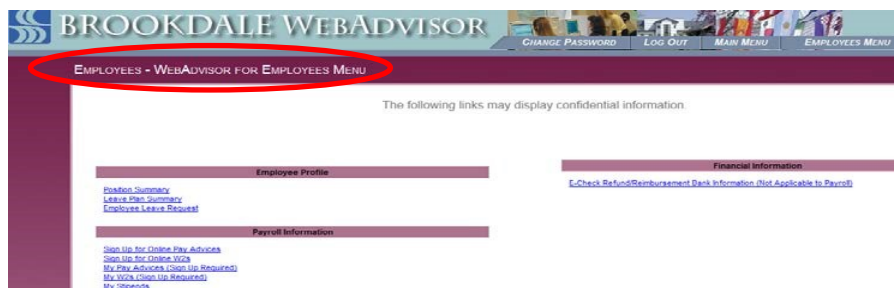 BROOKDALE WEBADVISOR
CHANGE PASSWORD LOG OUT MAIN MENU EMPLOYEES MENU
EMPLOYEES - WEBADVISOR FOR EMPLOYEES MENU
The following links may display confidential information.
Employee Profile
Position Summary
Leave Plan Summary
Employee Leave Request
Payroll Information
Sign Up for Online Pay Advices
Sign Up for Online W2s
My Pay Advices (Sign Up Required)
My W2s (Sign Up Required)
My Stipends
Financial Information
E-Check Refund/Reimbursement Bank Information (Not Applicable to Payroll)